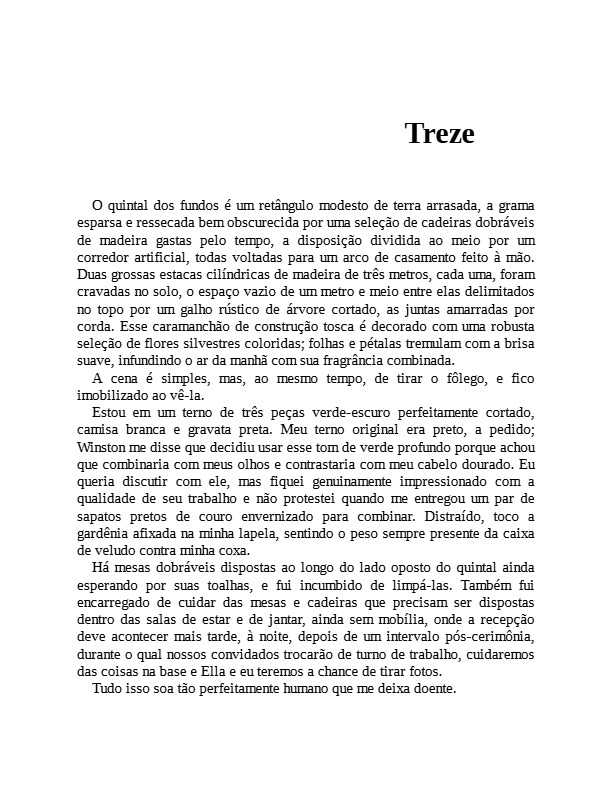 Treze
O quintal dos fundos é um retângulo modesto de terra arrasada, a grama
esparsa e ressecada bem obscurecida por uma seleção de cadeiras dobráveis
de madeira gastas pelo tempo, a disposição dividida ao meio por um
corredor artificial, todas voltadas para um arco de casamento feito à mão.
Duas grossas estacas cilíndricas de madeira de três metros, cada uma, foram
cravadas no solo, o espaço vazio de um metro e meio entre elas delimitados
no topo por um galho rústico de árvore cortado, as juntas amarradas por
corda. Esse caramanchão de construção tosca é decorado com uma robusta
seleção de flores silvestres coloridas; folhas e pétalas tremulam com a brisa
suave, infundindo o ar da manhã com sua fragrância combinada.
A cena é simples, mas, ao mesmo tempo, de tirar o fôlego, e fico
imobilizado ao vê-la.
Estou em um terno de três peças verde-escuro perfeitamente cortado,
camisa branca e gravata preta. Meu terno original era preto, a pedido;
Winston me disse que decidiu usar esse tom de verde profundo porque achou
que combinaria com meus olhos e contrastaria com meu cabelo dourado. Eu
queria discutir com ele, mas fiquei genuinamente impressionado com a
qualidade de seu trabalho e não protestei quando me entregou um par de
sapatos pretos de couro envernizado para combinar. Distraído, toco a
gardênia afixada na minha lapela, sentindo o peso sempre presente da caixa
de veludo contra minha coxa.
Há mesas dobráveis dispostas ao longo do lado oposto do quintal ainda
esperando por suas toalhas, e fui incumbido de limpá-las. Também fui
encarregado de cuidar das mesas e cadeiras que precisam ser dispostas
dentro das salas de estar e de jantar, ainda sem mobília, onde a recepção
deve acontecer mais tarde, à noite, depois de um intervalo pós-cerimônia,
durante o qual nossos convidados trocarão de turno de trabalho, cuidaremos
das coisas na base e Ella e eu teremos a chance de tirar fotos.
Tudo isso soa tão perfeitamente humano que me deixa doente.